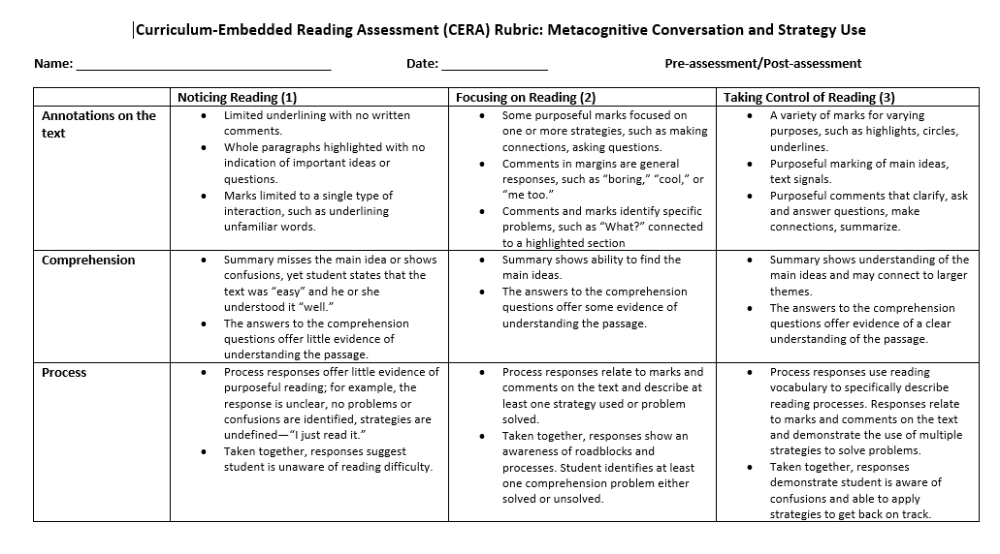 Curriculum-Embedded Reading Assessment (CERA) Rubric: Metacognitive Conversation and Strategy Use
Name: ______________________________________ Date: ________________ Pre-assessment/Post-assessment
Noticing Reading (1)
Focusing on Reading (2)
Taking Control of Reading (3)
Annotations on the
text
• Limited underlining with no written
comments.
• Whole paragraphs highlighted with no
indication of important ideas or
questions.
• Marks limited to a single type of
interaction, such as underlining
unfamiliar words.
• Some purposeful marks focused on
one or more strategies, such as making
connections, asking questions.
• Comments in margins are general
responses, such as “boring,” “cool,” or
“me too.”
• Comments and marks identify specific
problems, such as “What?” connected
to a highlighted section
• A variety of marks for varying
purposes, such as highlights, circles,
underlines.
• Purposeful marking of main ideas,
text signals.
• Purposeful comments that clarify, ask
and answer questions, make
connections, summarize.
Comprehension
• Summary misses the main idea or shows
confusions, yet student states that the
text was “easy” and he or she
understood it “well.”
• The answers to the comprehension
questions offer little evidence of
understanding the passage.
• Summary shows ability to find the
main ideas.
• The answers to the comprehension
questions offer some evidence of
understanding the passage.
• Summary shows understanding of the
main ideas and may connect to larger
themes.
• The answers to the comprehension
questions offer evidence of a clear
understanding of the passage.
Process
• Process responses offer little evidence of
purposeful reading; for example, the
response is unclear, no problems or
confusions are identified, strategies are
undefined—“I just read it.”
• Taken together, responses suggest
student is unaware of reading difficulty.
• Process responses relate to marks and
comments on the text and describe at
least one strategy used or problem
solved.
• Taken together, responses show an
awareness of roadblocks and
processes. Student identifies at least
one comprehension problem either
solved or unsolved.
• Process responses use reading
vocabulary to specifically describe
reading processes. Responses relate
to marks and comments on the text
and demonstrate the use of multiple
strategies to solve problems.
• Taken together, responses
demonstrate student is aware of
confusions and able to apply
strategies to get back on track.